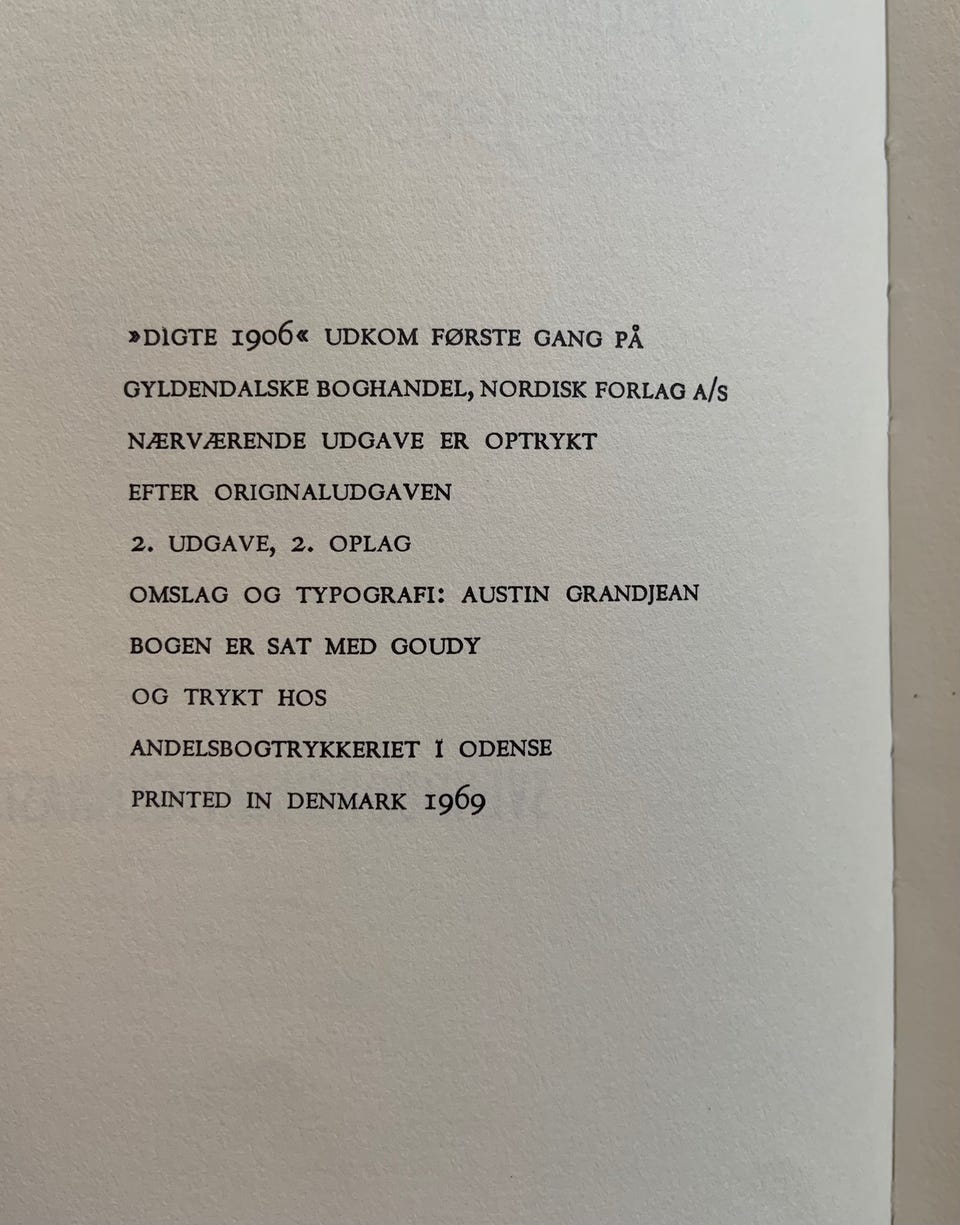 »DIGTE 1906« UDKOM FØRSTE GANG PÅ
GYLDENDALSKE BOGHANDEL, NORDISK FORLAG A/S
NÆRVÆRENDE UDGAVE ER OPTRYKT
EFTER ORIGINALUDGAVEN
2. UDGAVE, 2. OPLAG
OMSLAG OG TYPOGRAFI: AUSTIN GRANDJEAN
BOGEN ER SAT MED GOUDY
OG TRYKT HOS
ANDELSBOGTRYKKERIET I ODENSE
PRINTED IN DENMARK 1969